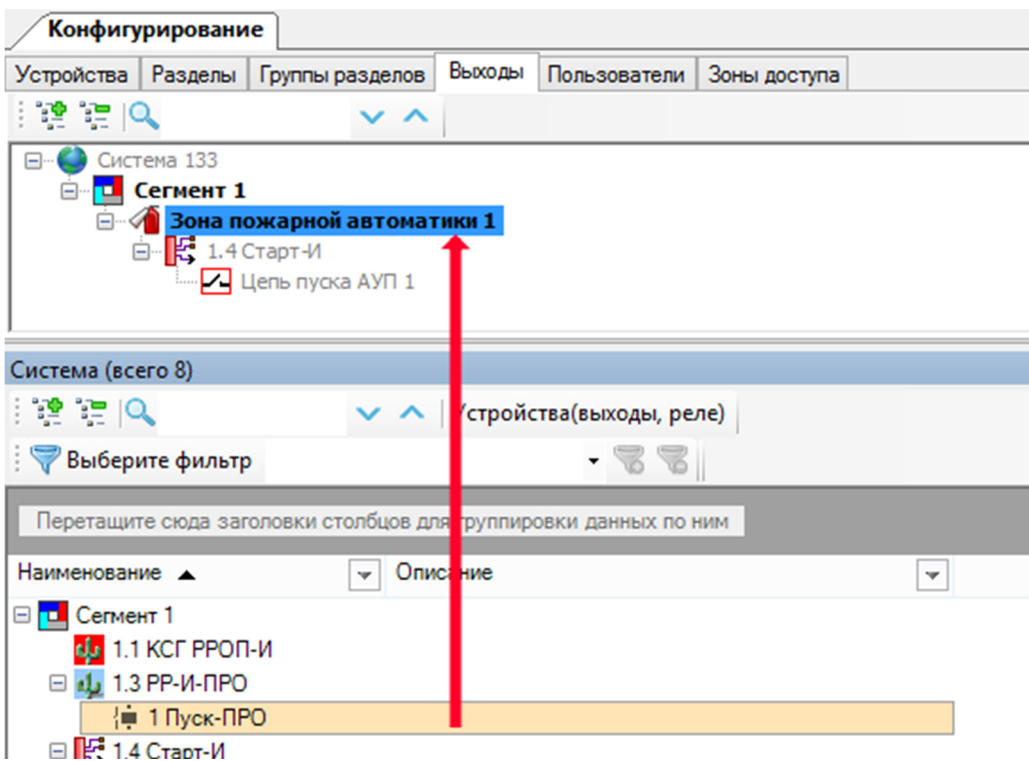 Конфигурирование
Устройства Разделы Группы разделов Выходы Пользователи Зоны доступа
Система 133
Сегмент 1
Зона пожарной автоматики 1
1.4 Старт-И
Цепь пуска АУП 1
Система (всего 8)
Устройства(выходы, реле)
Выберите фильтр
Перетащите сюда заголовки столбцов для группировки данных по ним
Наименование Описание
Сегмент 1
1.1 КСГ РРОП-И
1.3 РР-И-ПРО
1 Пуск-ПРО
1.4 Старт-И